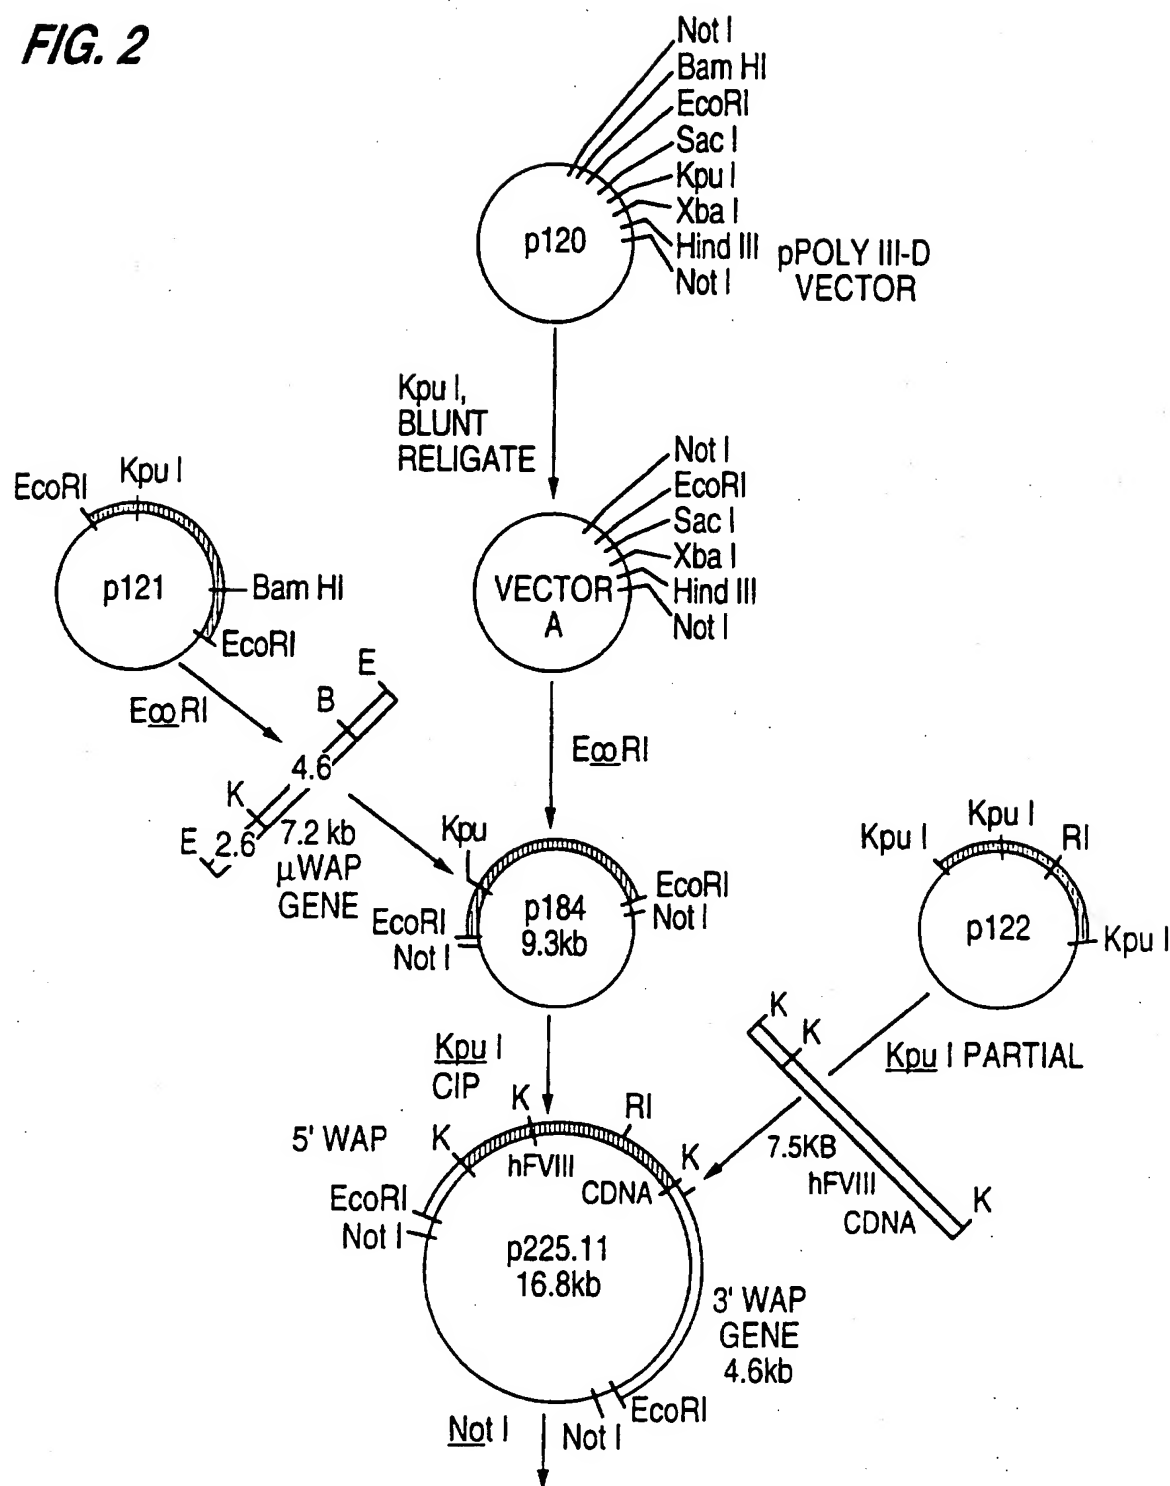 FIG. 2
Not I
Bam HI
EcoRI
Sac I
Kpu I
Xba I
Hind III
Not I
p120
pPOLY III-D
VECTOR
Kpu I,
BLUNT
RELIGATE
Not I
EcoRI
Sac I
Xba I
Hind III
Not I
VECTOR
A
EcoRI
Kpu I
p121
Bam HI
EcoRI
EcoRI
E
B
4.6
K
E
2.6
7.2 kb
µWAP
GENE
EcoRI
Kpu
I
EcoRI
Not I
p184
9.3kb
EcoRI
Not I
Kpu I
Kpu I
RI
p122
Kpu I
Kpu I PARTIAL
K
K
7.5KB
hFVIII
CDNA
K
Kpu I
CIP
5' WAP
K
K
RI
K
hFVIII
CDNA
EcoRI
Not I
p225.11
16.8kb
3' WAP
GENE
4.6kb
EcoRI
Not I
Not I